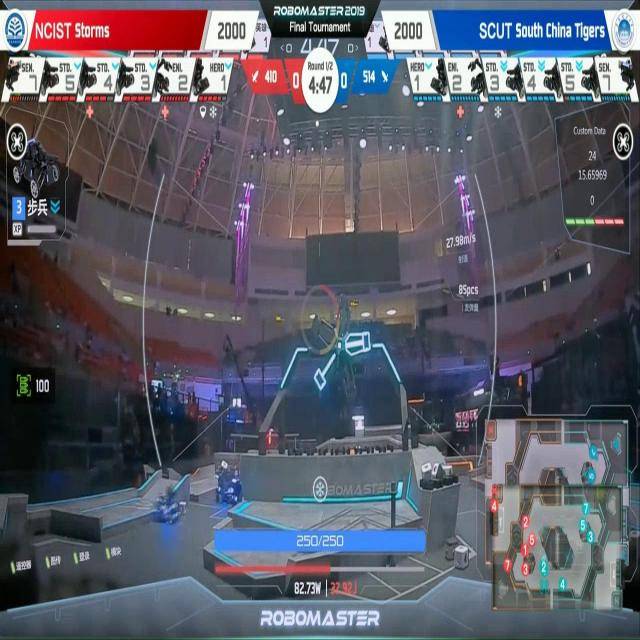 ROBOMASTER 2019
Final Tournament
NCIST Storms
2000
2000
SCUT South China Tigers
SEN. 7
STD. 5
STD. 4
STD. 3
ENI. 2
HERO 1
410
0
Round 1/2
4:47
0
514
HERO 1
ENI. 2
STD. 3
STD. 4
STD. 5
SEN. 7
Custom Data
24
15.65969
0
3 步兵
XP
27.98m/s
85pcs
100
ROBOMASTER
250/250
82.73W
32.92J
ROBOMASTER